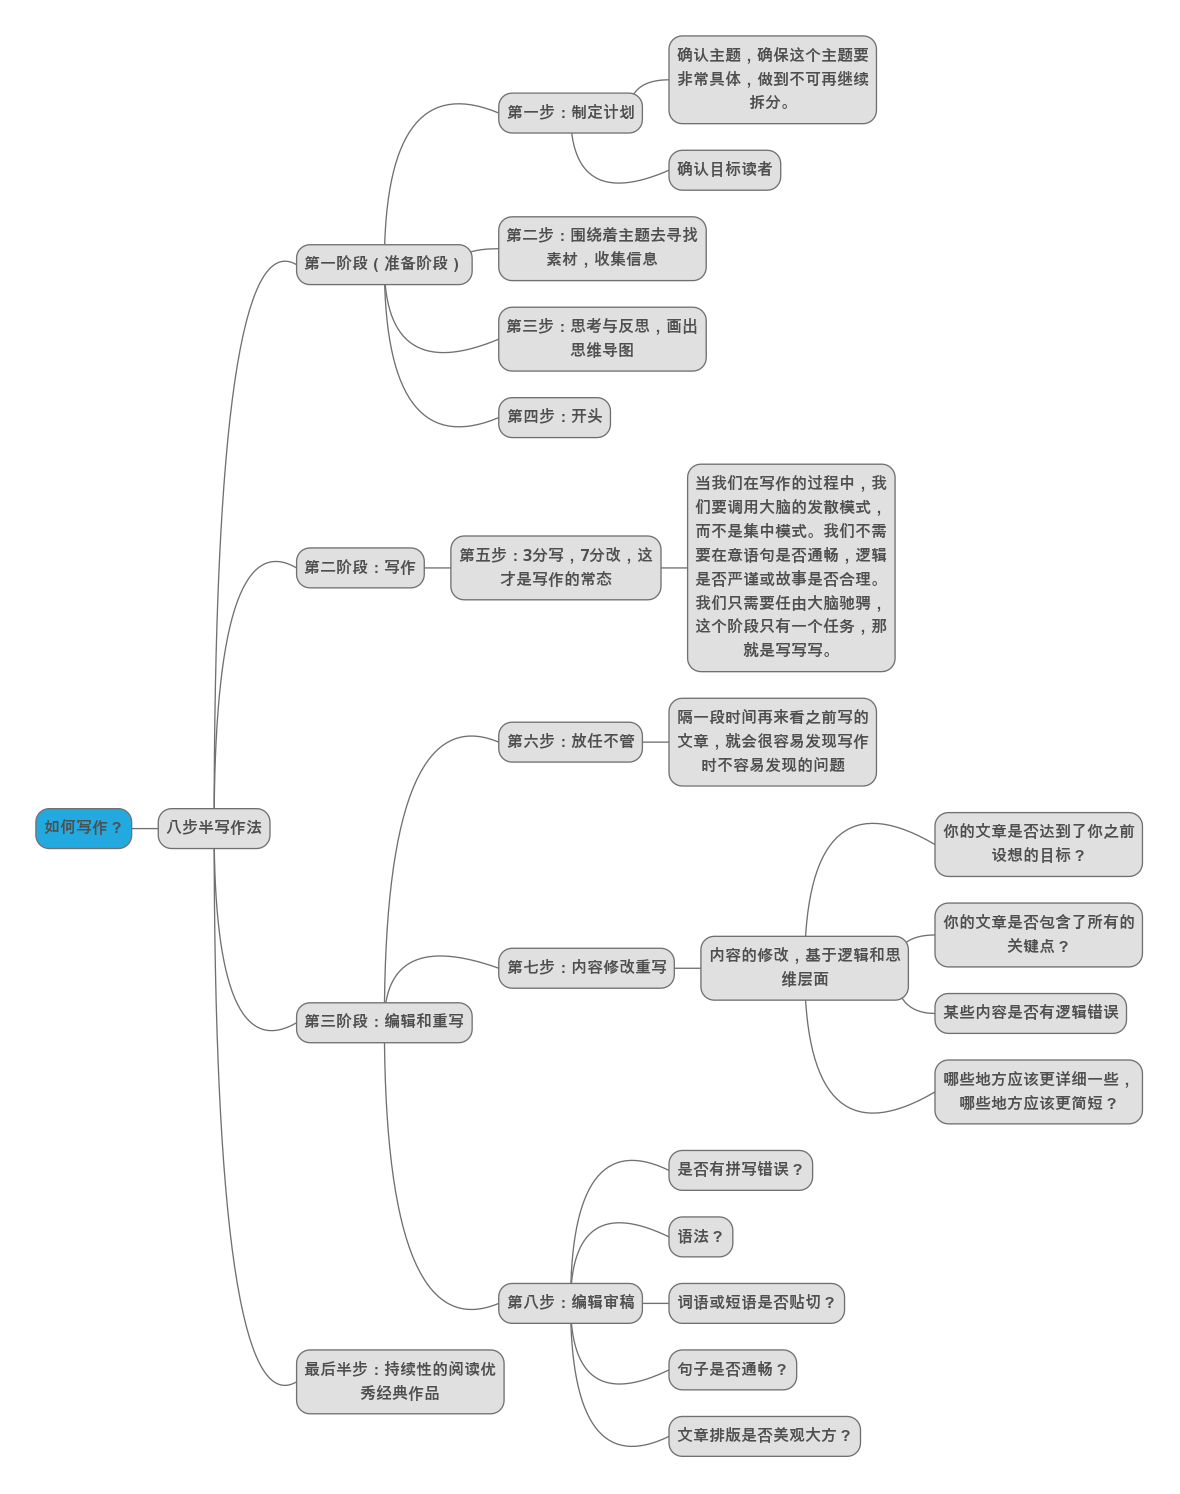 如何写作？
八步半写作法
第一阶段（准备阶段）
第一步：制定计划
确认主题，确保这个主题要
非常具体，做到不可再继续
拆分。
确认目标读者
第二步：围绕着主题去寻找
素材，收集信息
第三步：思考与反思，画出
思维导图
第四步：开头
第二阶段：写作
第五步：3分写，7分改，这
才是写作的常态
当我们在写作的过程中，我
们要调用大脑的发散模式，
而不是集中模式。我们不需
要在意语句是否通畅，逻辑
是否严谨或故事是否合理。
我们只需要任由大脑驰骋，
这个阶段只有一个任务，那
就是写写写。
第三阶段：编辑和重写
第六步：放任不管
隔一段时间再来看之前写的
文章，就会很容易发现写作
时不容易发现的问题
第七步：内容修改重写
内容的修改，基于逻辑和思
维层面
你的文章是否达到了你之前
设想的目标？
你的文章是否包含了所有的
关键点？
某些内容是否有逻辑错误
哪些地方应该更详细一些，
哪些地方应该更简短？
第八步：编辑审稿
是否有拼写错误？
语法？
词语或短语是否贴切？
句子是否通畅？
文章排版是否美观大方？
最后半步：持续性的阅读优
秀经典作品